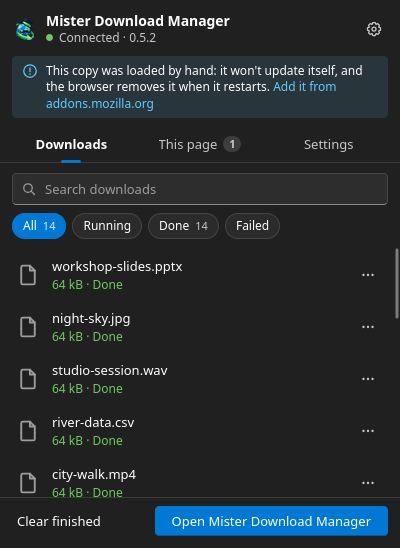 Mister Download Manager
Connected · 0.5.2
This copy was loaded by hand: it won't update itself, and
the browser removes it when it restarts. Add it from
addons.mozilla.org
Downloads
This page 1
Settings
Search downloads
All 14
Running
Done 14
Failed
workshop-slides.pptx
64 kB · Done
night-sky.jpg
64 kB · Done
studio-session.wav
64 kB · Done
river-data.csv
64 kB · Done
city-walk.mp4
64 kB · Done
Clear finished
Open Mister Download Manager